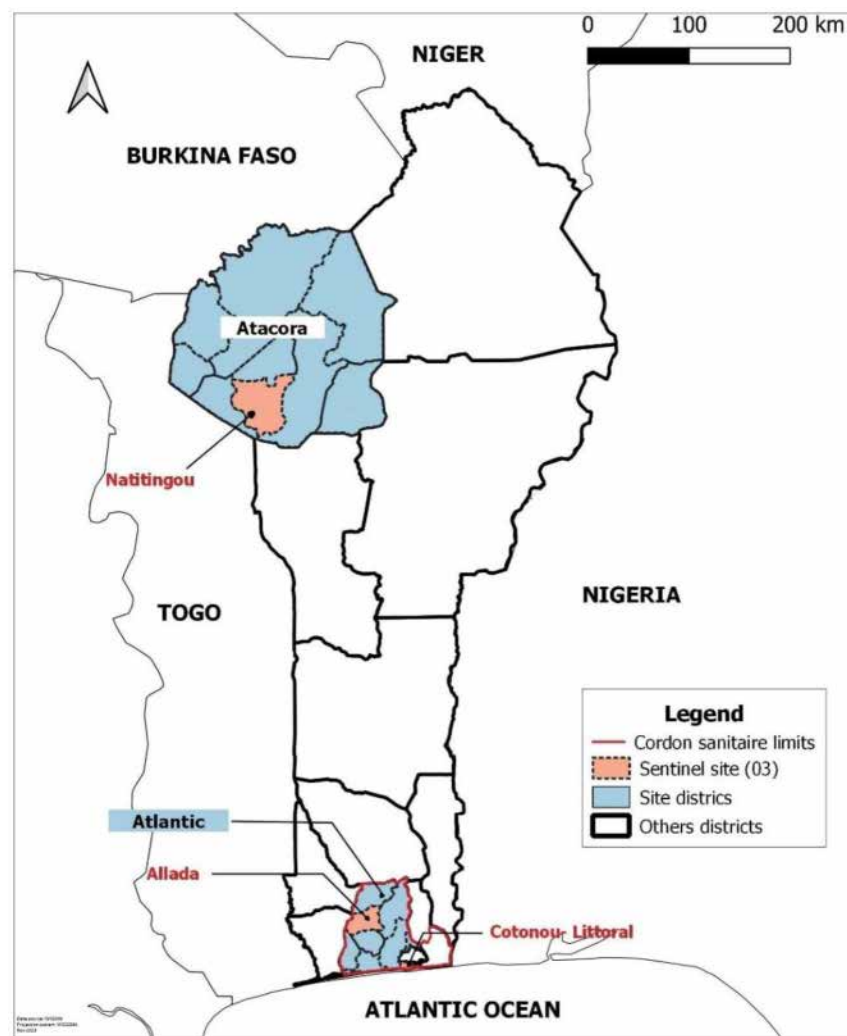 0 100 200 km
NIGER
BURKINA FASO
Atacora
Natitingou
TOGO
NIGERIA
Legend
Cordon sanitaire limits
Sentinel site (03)
Site districs
Others districts
Atlantic
Allada
Cotonou- Littoral
ATLANTIC OCEAN